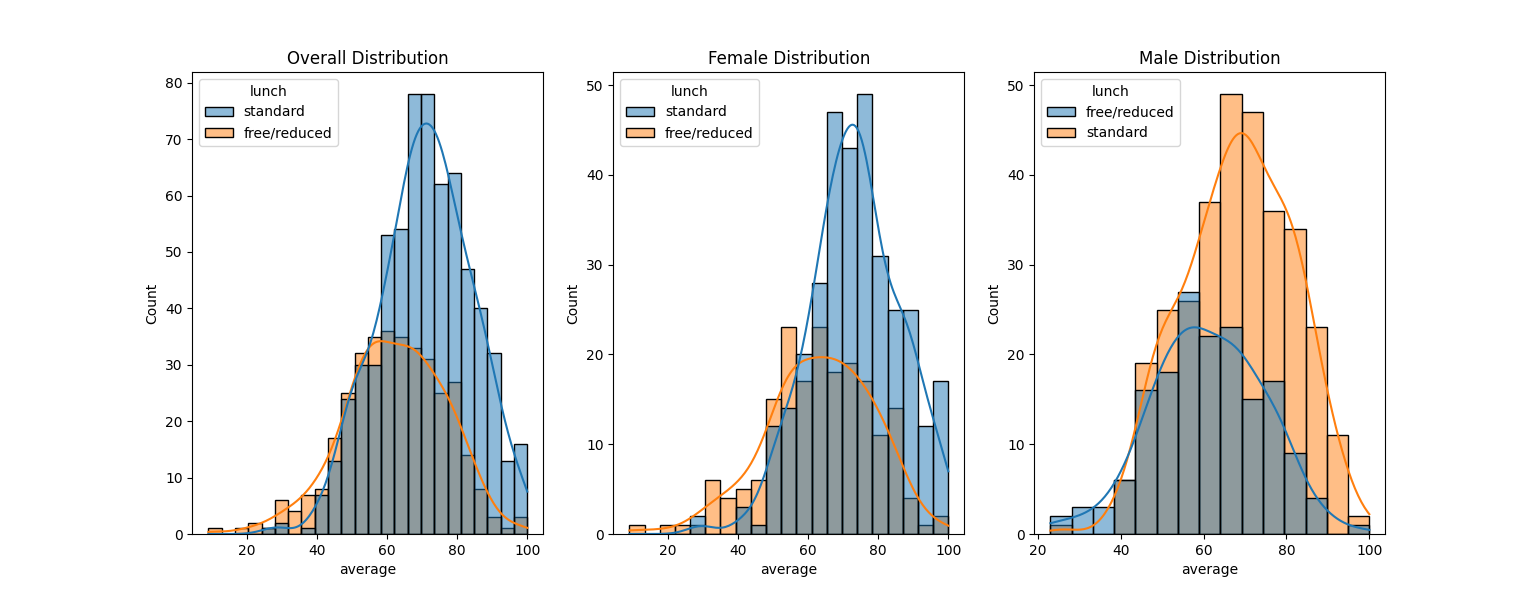 Overall Distribution
lunch
standard
free/reduced
80
70
60
50
40
30
20
10
0
Count
20 40 60 80 100
average
Female Distribution
lunch
standard
free/reduced
50
40
30
20
10
0
Count
20 40 60 80 100
average
Male Distribution
lunch
free/reduced
standard
50
40
30
20
10
0
Count
20 40 60 80 100
average